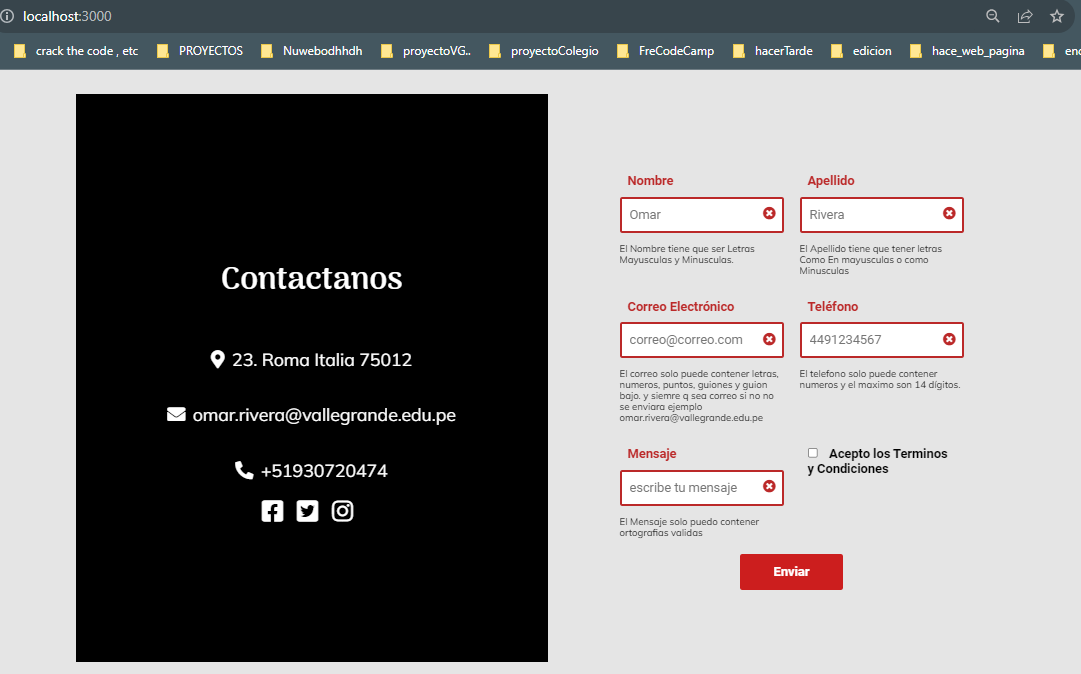 localhost:3000
crack the code , etc
PROYECTOS
Nuwebodhhdh
proyectoVG..
proyectoColegio
FreCodeCamp
hacerTarde
edicion
hace_web_pagina
Contactanos
23. Roma Italia 75012
omar.rivera@vallegrande.edu.pe
+51930720474
Nombre
Omar
El Nombre tiene que ser Letras
Mayusculas y Minusculas.
Apellido
Rivera
El Apellido tiene que tener letras
Como En mayusculas o como
Minusculas
Correo Electrónico
correo@correo.com
El correo solo puede contener letras,
numeros, puntos, guiones y guion
bajo. y siemre q sea correo si no no
se enviara ejemplo
omar.rivera@vallegrande.edu.pe
Teléfono
4491234567
El telefono solo puede contener
numeros y el maximo son 14 dígitos.
Mensaje
escribe tu mensaje
El Mensaje solo puedo contener
ortografias validas
Acepto los Terminos
y Condiciones
Enviar